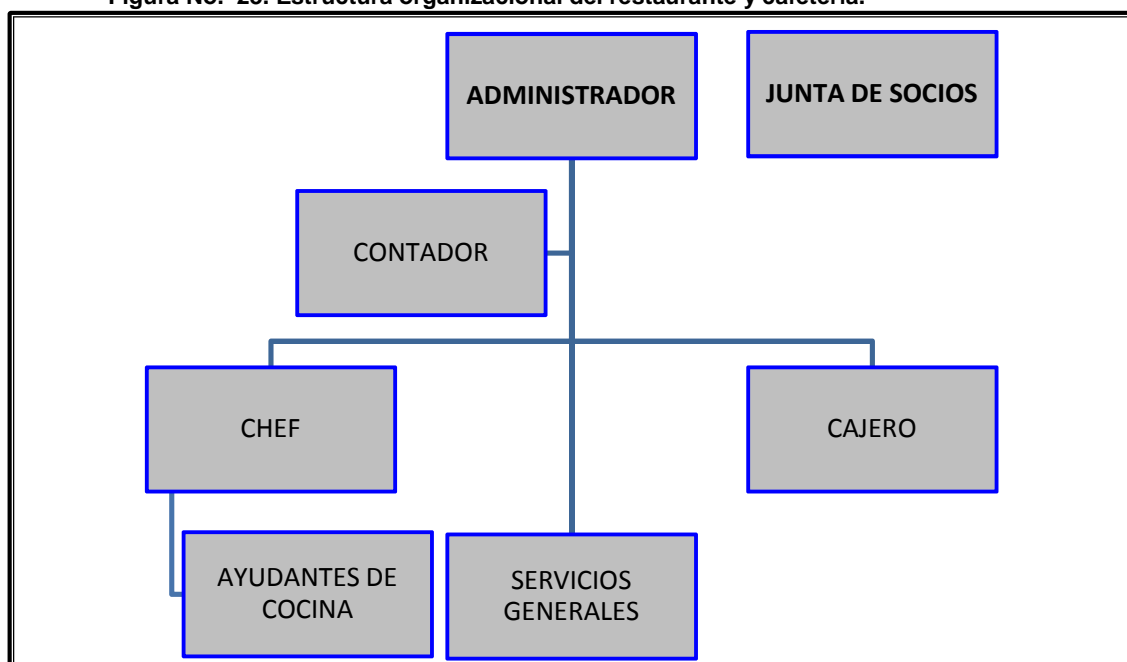 Figura No. 23. Estructura organizacional del restaurante y cafetería.
ADMINISTRADOR
JUNTA DE SOCIOS
CONTADOR
CHEF
CAJERO
AYUDANTES DE
COCINA
SERVICIOS
GENERALES